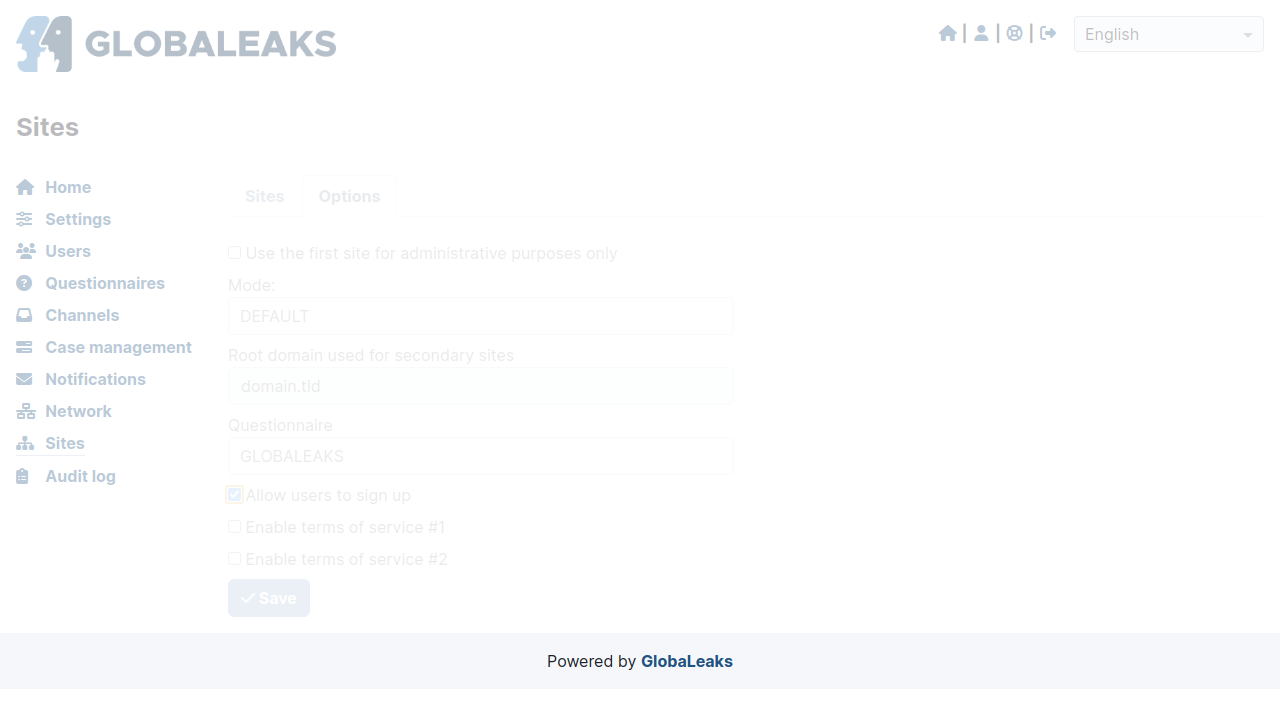 GLOBALEAKS
English
Sites
Home
Settings
Users
Questionnaires
Channels
Case management
Notifications
Network
Sites
Audit log
Sites
Options
Use the first site for administrative purposes only
Mode:
DEFAULT
Root domain used for secondary sites
domain.tld
Questionnaire
GLOBALEAKS
Allow users to sign up
Enable terms of service #1
Enable terms of service #2
Save
Powered by GlobaLeaks